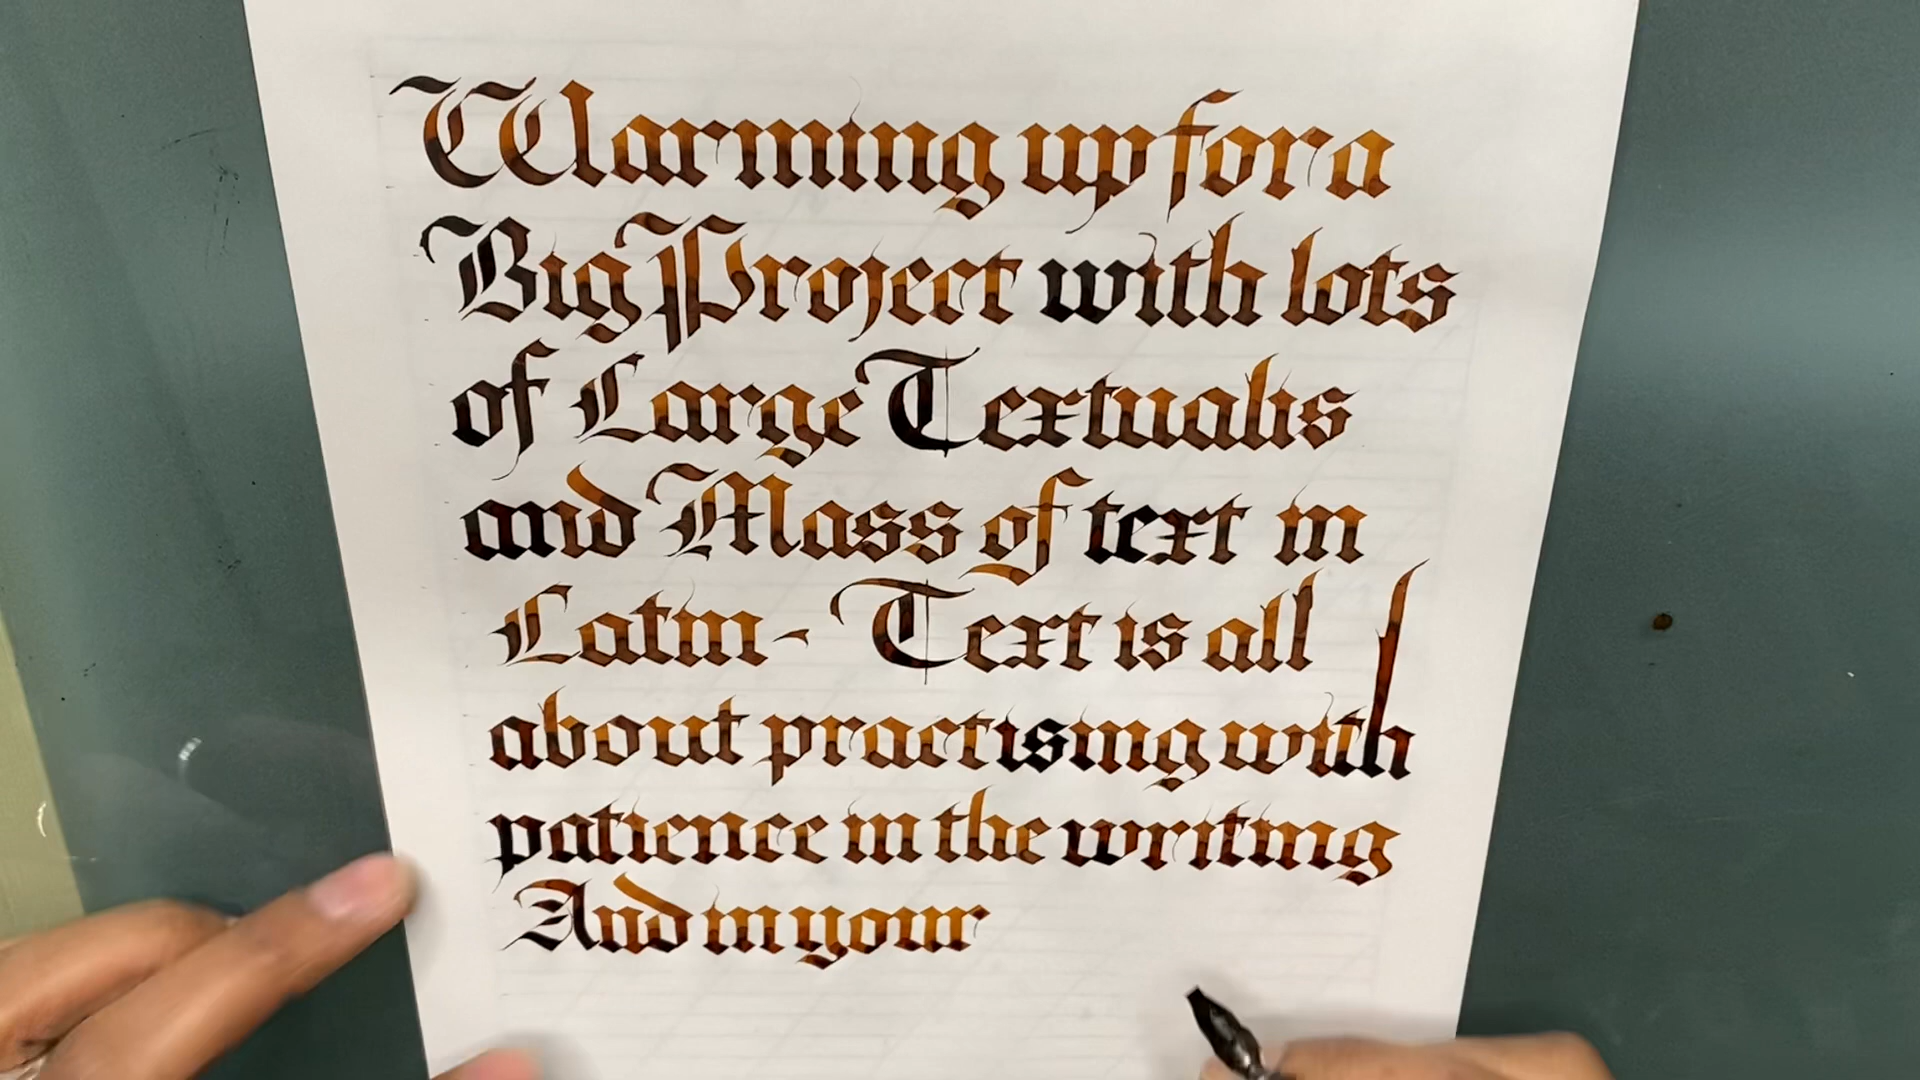 Warming up for a
Big Project with lots
of Large Textualis
and Mass of text in
Latin - Text is all
about practising with
patience in the writing
And in your